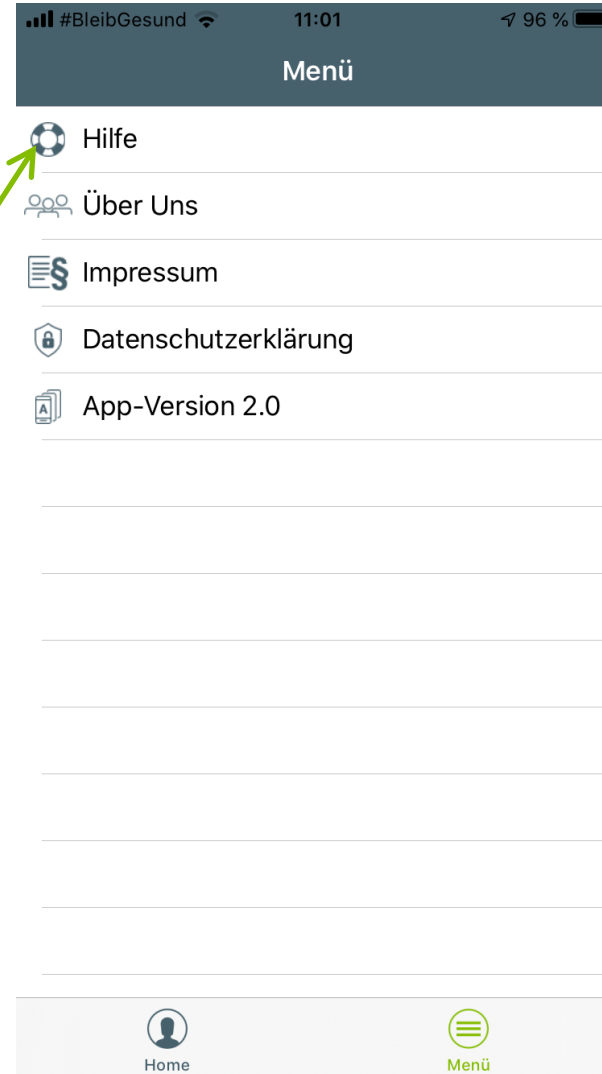 #BleibGesund 11:01 96 %
Menü
Hilfe
Über Uns
§ Impressum
Datenschutzerklärung
A App-Version 2.0
Home Menü